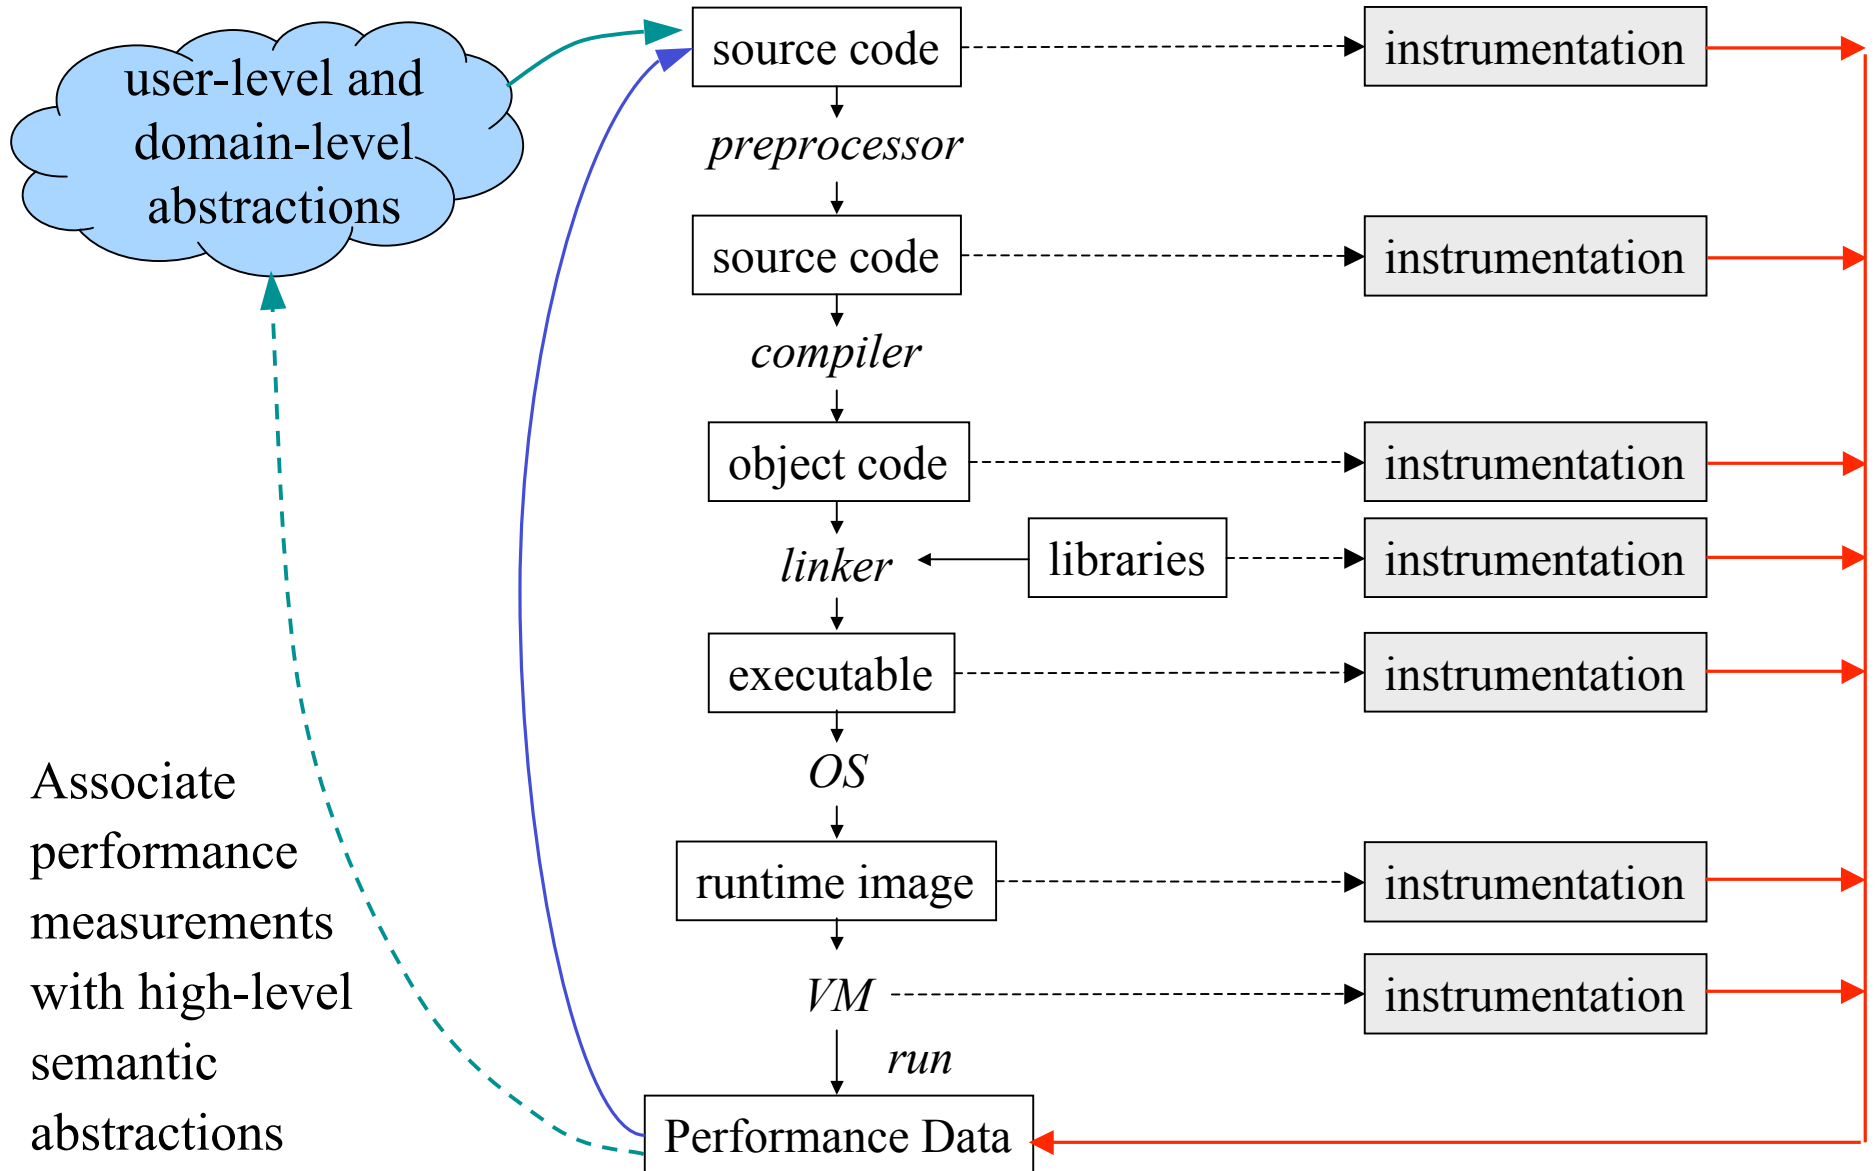 user-level and
domain-level
abstractions
source code
instrumentation
preprocessor
source code
instrumentation
compiler
object code
instrumentation
linker
libraries
instrumentation
executable
instrumentation
OS
runtime image
instrumentation
VM
instrumentation
run
Performance Data
Associate
performance
measurements
with high-level
semantic
abstractions